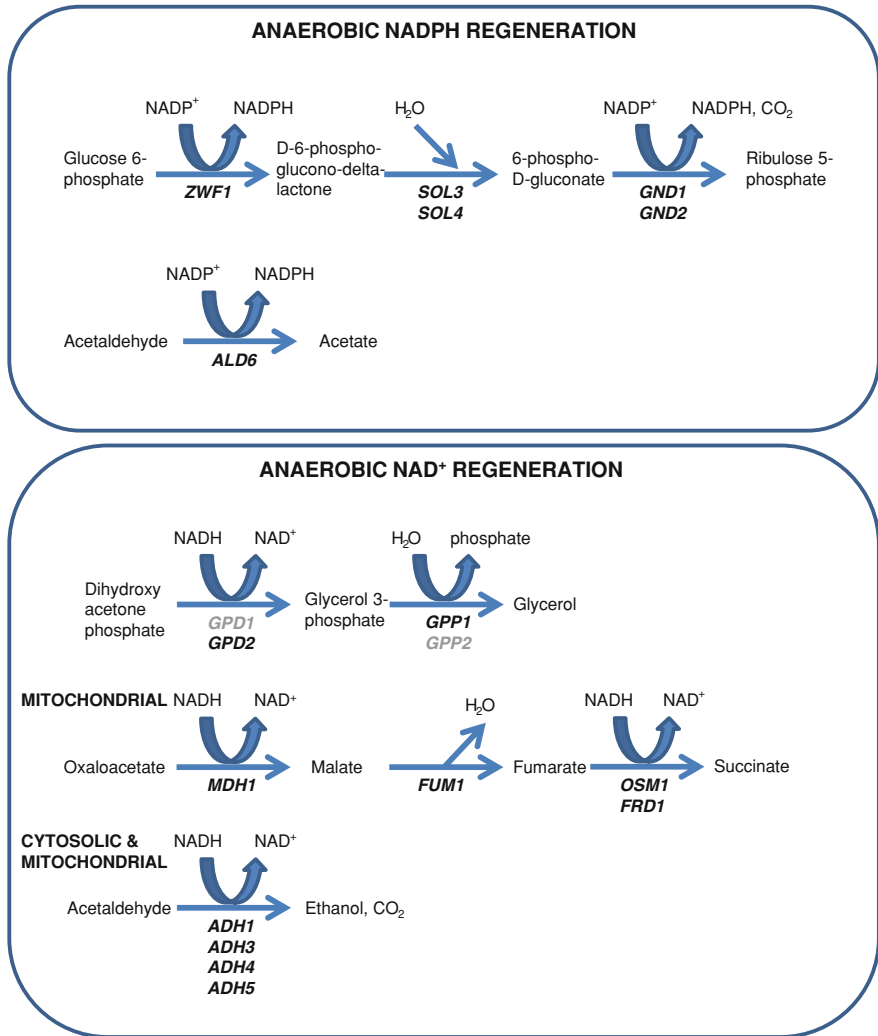 ANAEROBIC NADPH REGENERATION
NADP⁺ NADPH H₂O NADP⁺ NADPH, CO₂
Glucose 6-
phosphate
ZWF1
D-6-phospho-
glucono-delta-
lactone
SOL3
SOL4
6-phospho-
D-gluconate
GND1
GND2
Ribulose 5-
phosphate
NADP⁺ NADPH
Acetaldehyde Acetate
ALD6
ANAEROBIC NAD⁺ REGENERATION
NADH NAD⁺ H₂O phosphate
Dihydroxy
acetone
phosphate
GPD1
GPD2
Glycerol 3-
phosphate
GPP1
GPP2
Glycerol
MITOCHONDRIAL NADH NAD⁺ H₂O NADH NAD⁺
Oxaloacetate Malate Fumarate Succinate
MDH1 FUM1 OSM1
FRD1
CYTOSOLIC &
MITOCHONDRIAL
NADH NAD⁺
Acetaldehyde Ethanol, CO₂
ADH1
ADH3
ADH4
ADH5